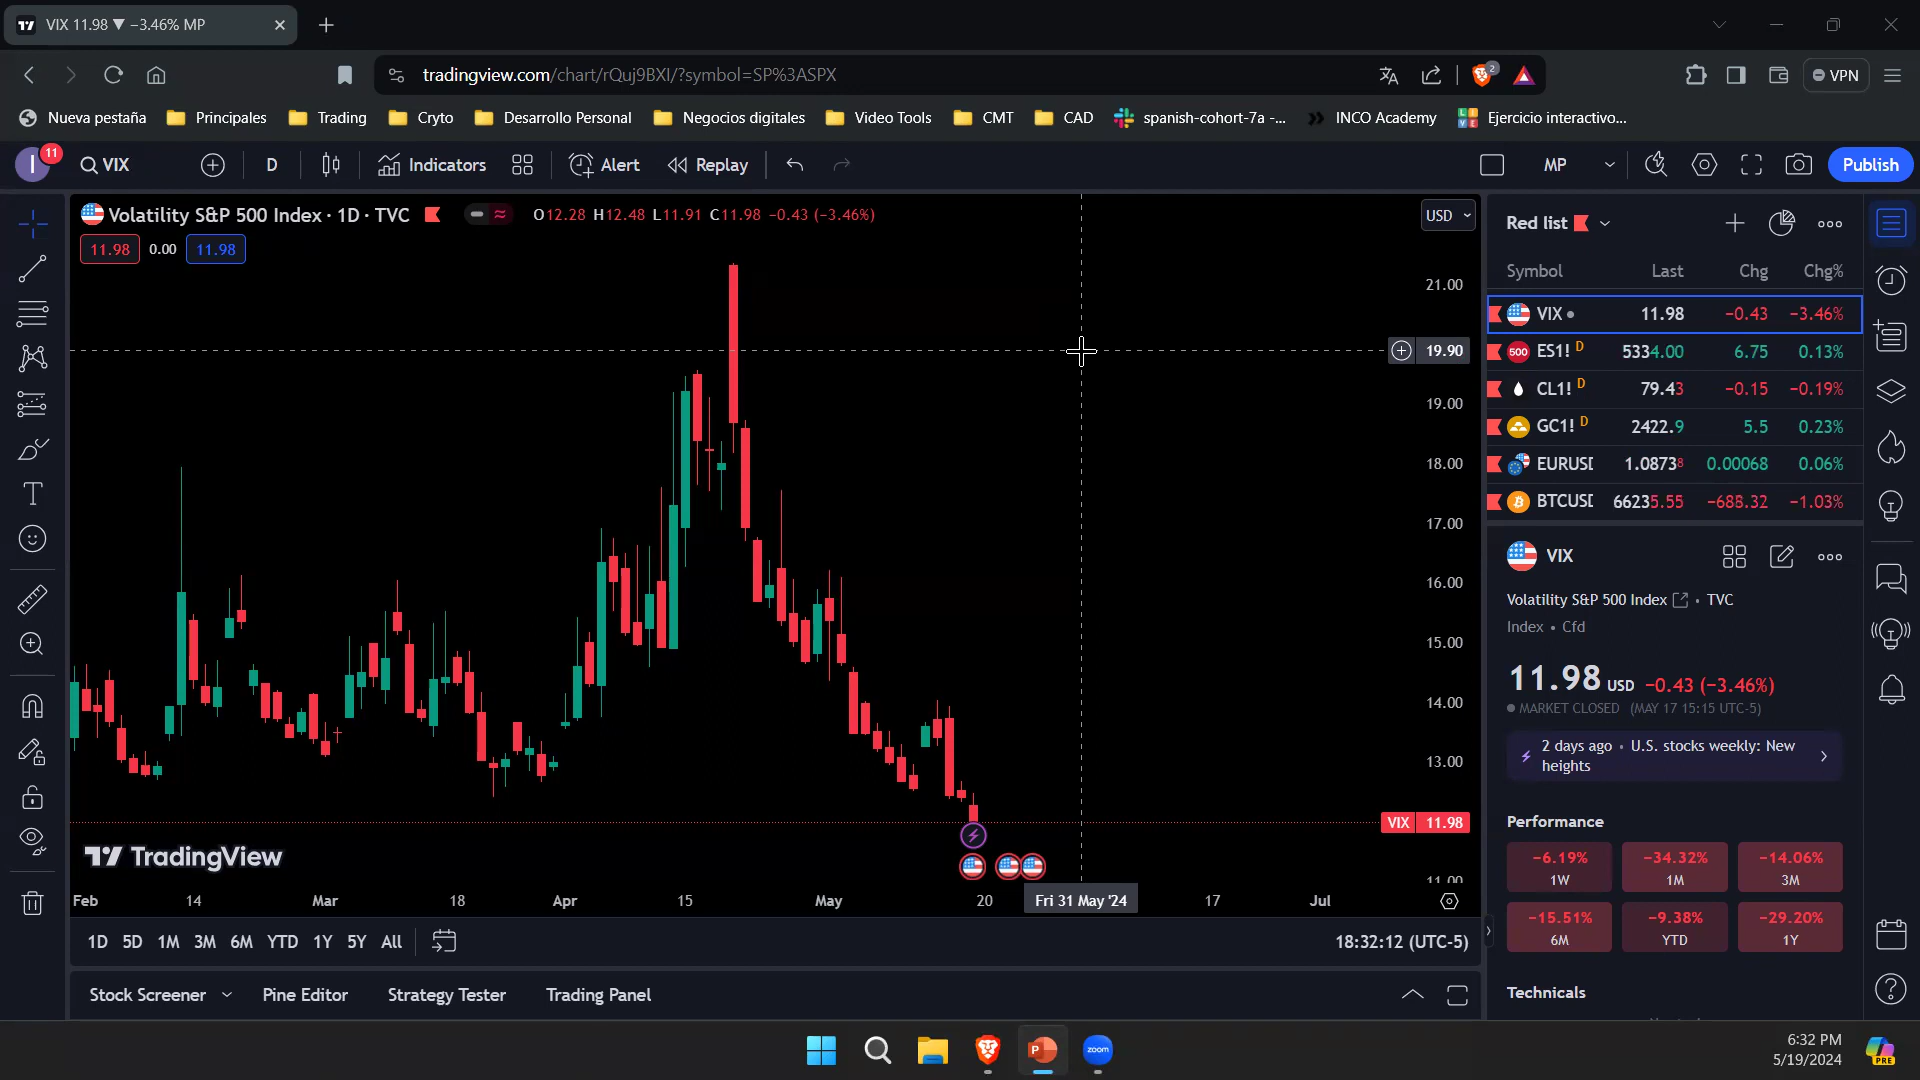 VIX 11.98 ▼ −3.46% MP
tradingview.com/chart/rQuj9BXI/?symbol=SP%3ASPX
2
VPN
Nueva pestaña Principales Trading Cryto Desarrollo Personal Negocios digitales Video Tools CMT CAD spanish-cohort-7a -... INCO Academy Ejercicio interactivo...
I 11 VIX D Indicators Alert Replay MP Publish
Volatility S&P 500 Index · 1D · TVC O12.28 H12.48 L11.91 C11.98 −0.43 (−3.46%)
USD
11.98 0.00 11.98
21.00
19.90
19.00
18.00
17.00
16.00
15.00
14.00
13.00
VIX 11.98
11.00
TradingView
Feb 14 Mar 18 Apr 15 May 20 Fri 31 May '24 17 Jul
1D 5D 1M 3M 6M YTD 1Y 5Y All
18:32:12 (UTC-5)
Stock Screener Pine Editor Strategy Tester Trading Panel
Red list
Symbol Last Chg Chg%
VIX 11.98 −0.43 −3.46%
500 ES1! D 5334.00 6.75 0.13%
CL1! D 79.43 −0.15 −0.19%
GC1! D 2422.9 5.5 0.23%
EURUSD 1.08738 0.00068 0.06%
BTCUSD 66235.55 −688.32 −1.03%
VIX
Volatility S&P 500 Index • TVC
Index • Cfd
11.98 USD −0.43 (−3.46%)
MARKET CLOSED (MAY 17 15:15 UTC-5)
2 days ago • U.S. stocks weekly: New
heights
Performance
−6.19% −34.32% −14.06%
1W 1M 3M
−15.51% −9.38% −29.20%
6M YTD 1Y
Technicals
zoom
6:32 PM
5/19/2024
PRE